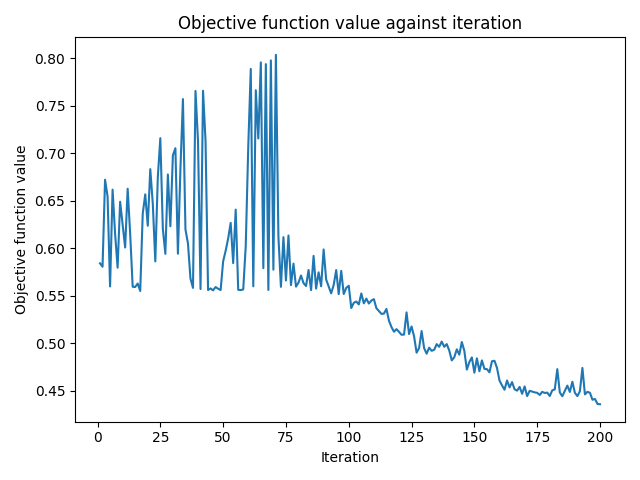 Objective function value against iteration
0.80
0.75
0.70
0.65
0.60
0.55
0.50
0.45
Objective function value
0 25 50 75 100 125 150 175 200
Iteration